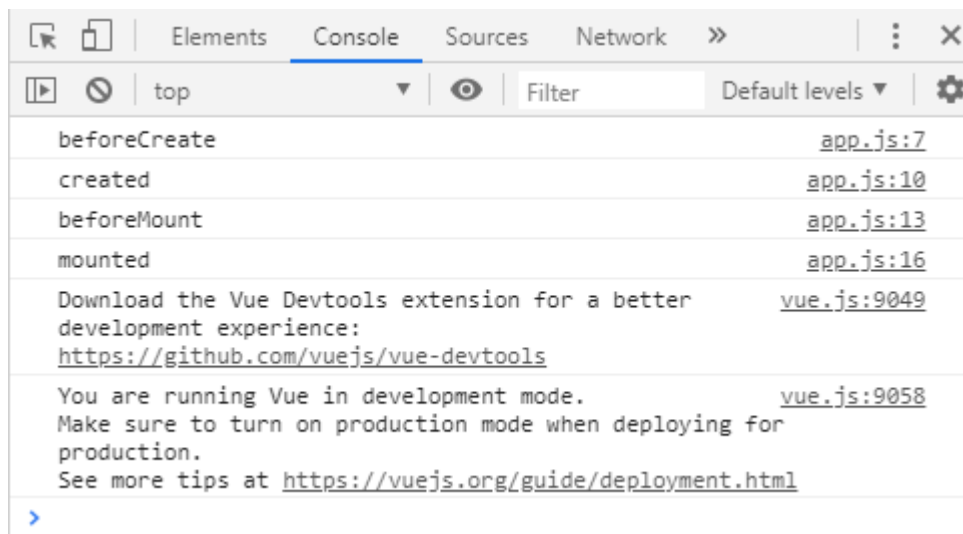 Elements Console Sources Network »
top Filter Default levels
beforeCreate app.js:7
created app.js:10
beforeMount app.js:13
mounted app.js:16
Download the Vue Devtools extension for a better vue.js:9049
development experience:
https://github.com/vuejs/vue-devtools
You are running Vue in development mode. vue.js:9058
Make sure to turn on production mode when deploying for
production.
See more tips at https://vuejs.org/guide/deployment.html